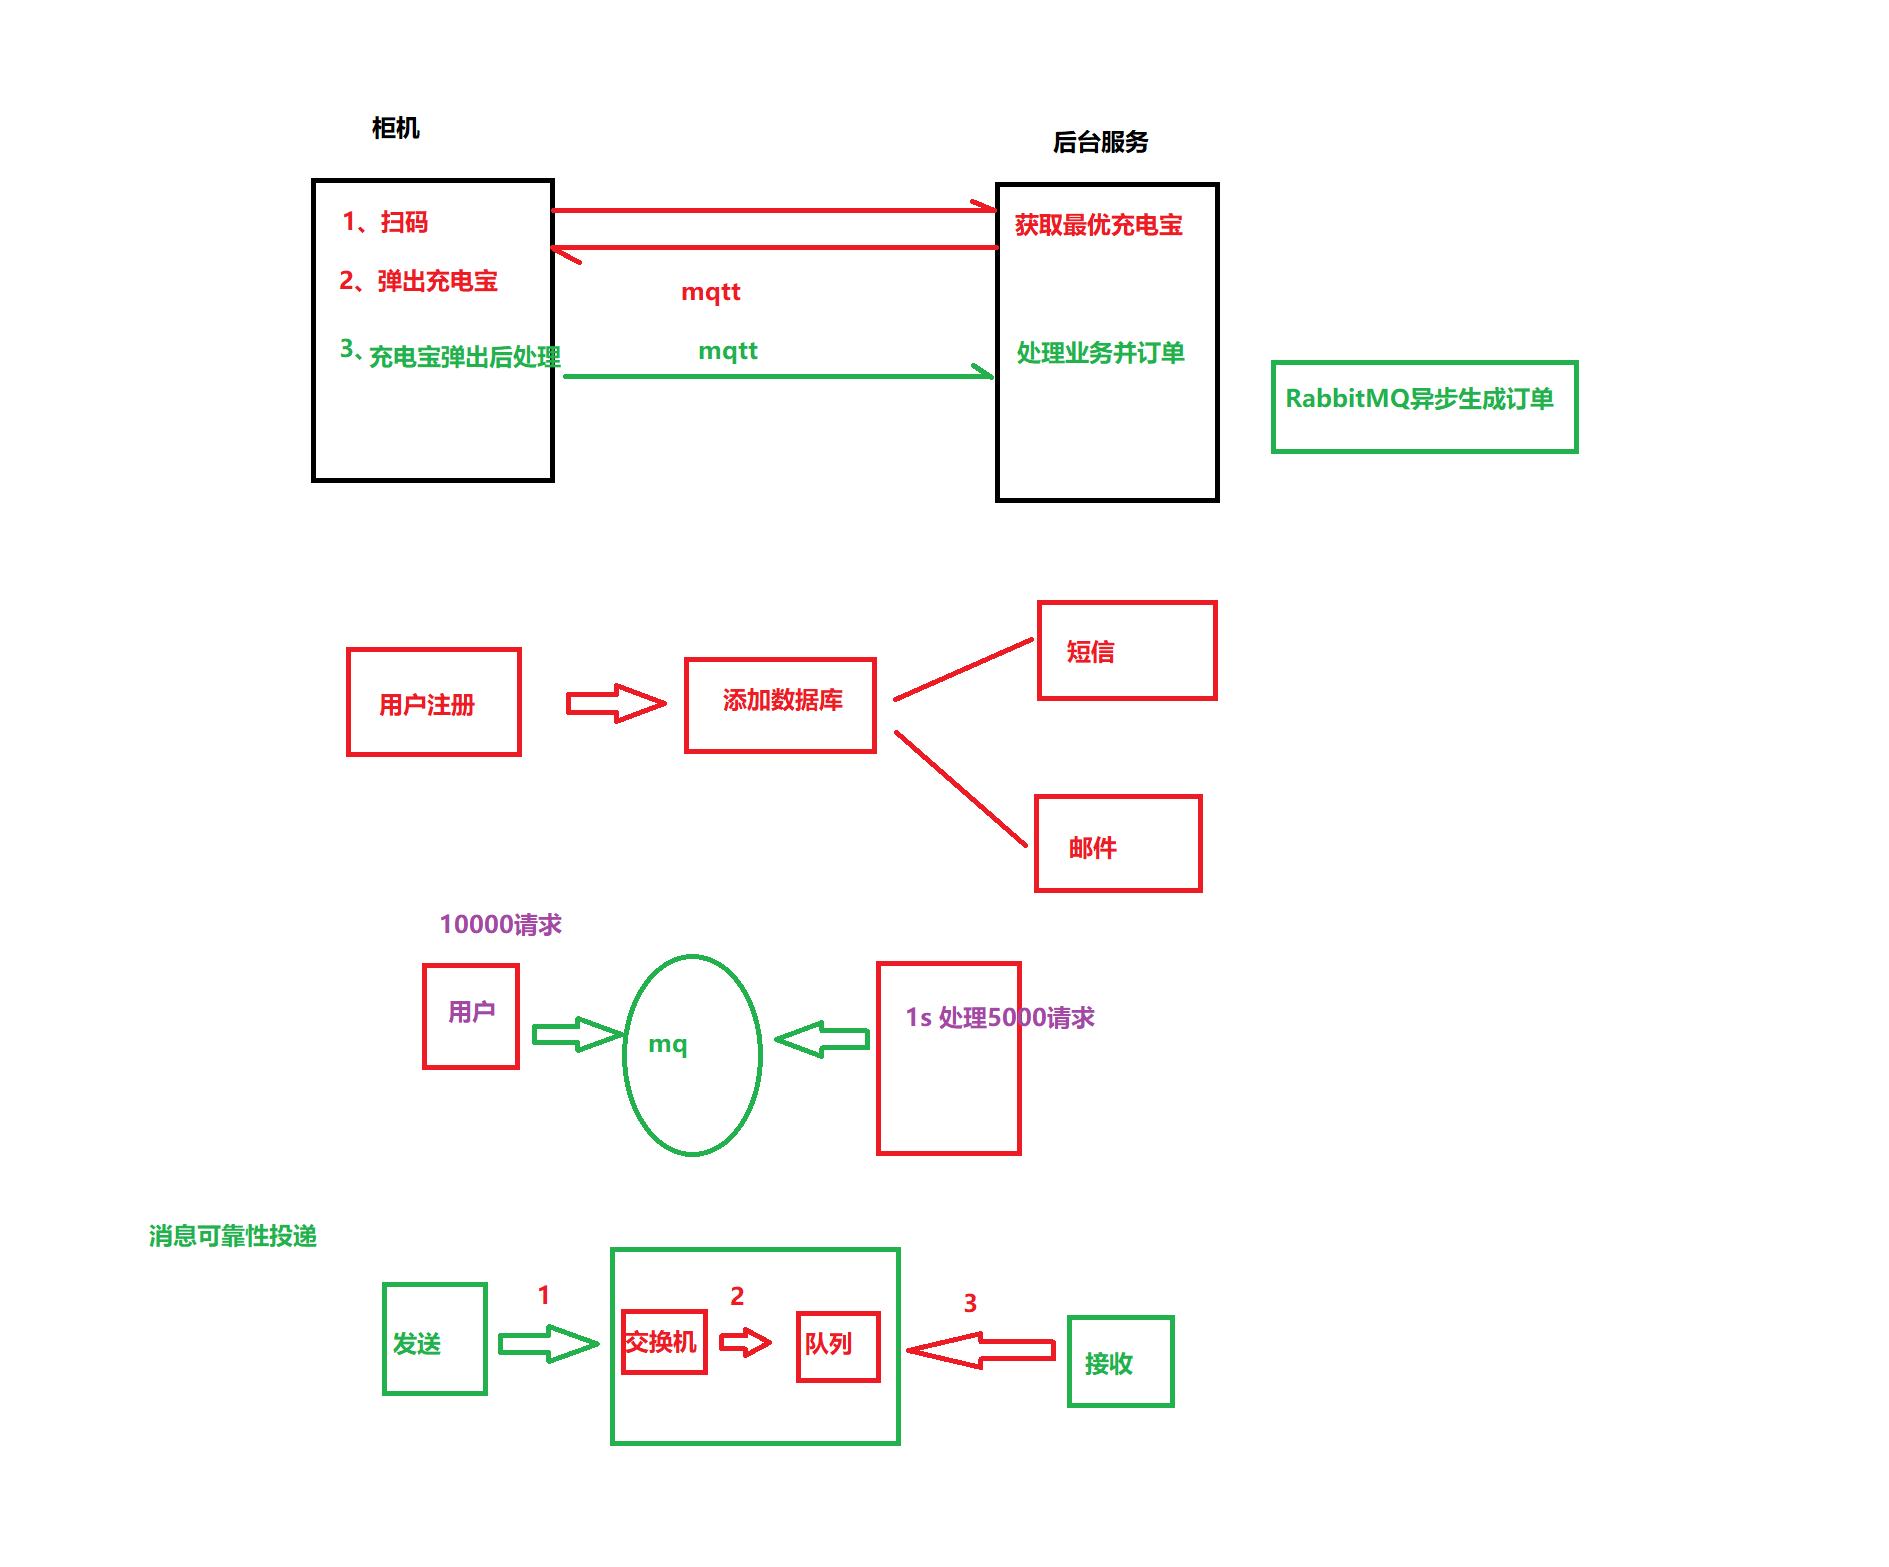 柜机
后台服务
1、扫码
获取最优充电宝
2、弹出充电宝
mqtt
3、充电宝弹出后处理
mqtt
处理业务并订单
RabbitMQ异步生成订单
短信
用户注册
添加数据库
邮件
10000请求
用户
mq
1s 处理5000请求
消息可靠性投递
1
2
3
发送
交换机
队列
接收